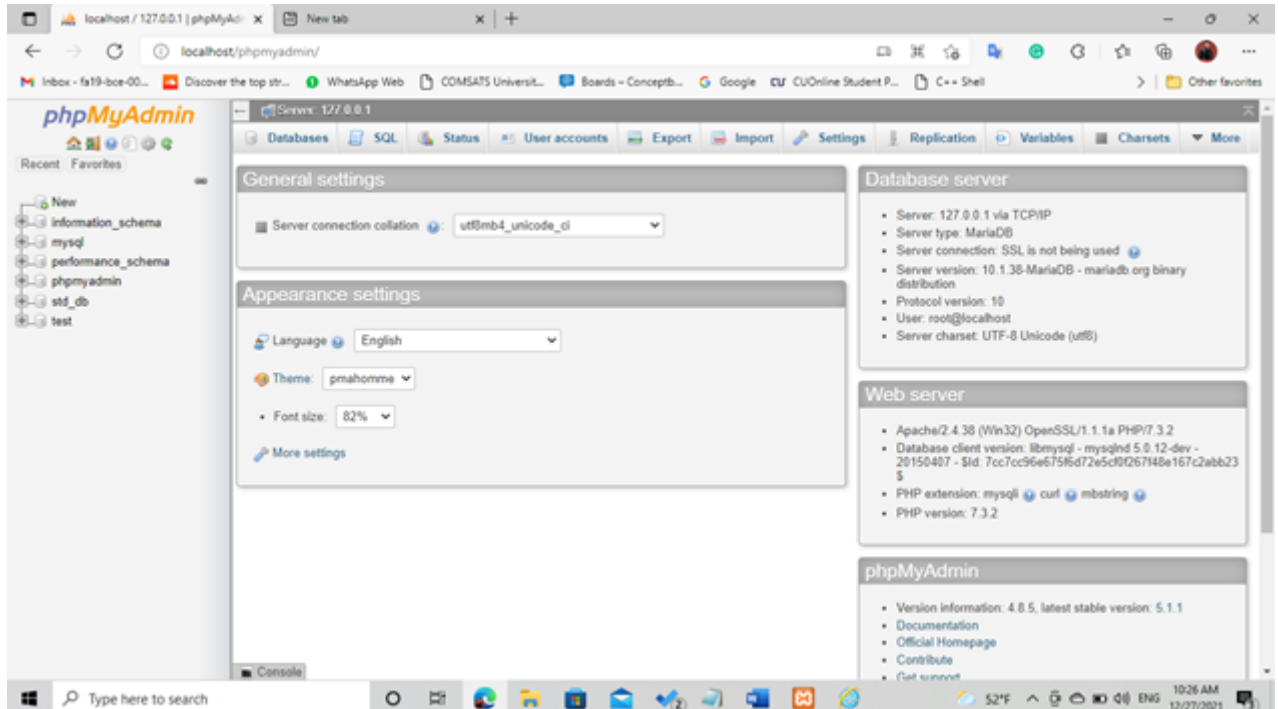 localhost / 127.0.0.1 | phpMyAd
New tab
localhost/phpmyadmin/
Inbox - fa19-bce-00... Discover the top str... WhatsApp Web COMSATS Universit... Boards – Conceptb... Google CUOnline Student P... C++ Shell Other favorites
phpMyAdmin
Recent Favorites
New
information_schema
mysql
performance_schema
phpmyadmin
std_db
test
Server: 127.0.0.1
Databases SQL Status User accounts Export Import Settings Replication Variables Charsets More
General settings
Server connection collation : utf8mb4_unicode_ci
Appearance settings
Language English
Theme: pmahomme
Font size: 82%
More settings
Console
Database server
Server: 127.0.0.1 via TCP/IP
Server type: MariaDB
Server connection: SSL is not being used
Server version: 10.1.38-MariaDB - mariadb.org binary
distribution
Protocol version: 10
User: root@localhost
Server charset: UTF-8 Unicode (utf8)
Web server
Apache/2.4.38 (Win32) OpenSSL/1.1.1a PHP/7.3.2
Database client version: libmysql - mysqlnd 5.0.12-dev -
20150407 - $Id: 7cc7cc96e675f6d72e5cf0f267f48e167c2abb23
$
PHP extension: mysqli curl mbstring
PHP version: 7.3.2
phpMyAdmin
Version information: 4.8.5, latest stable version: 5.1.1
Documentation
Official Homepage
Contribute
Get support
Type here to search
52°F ENG 10:26 AM
12/27/2021